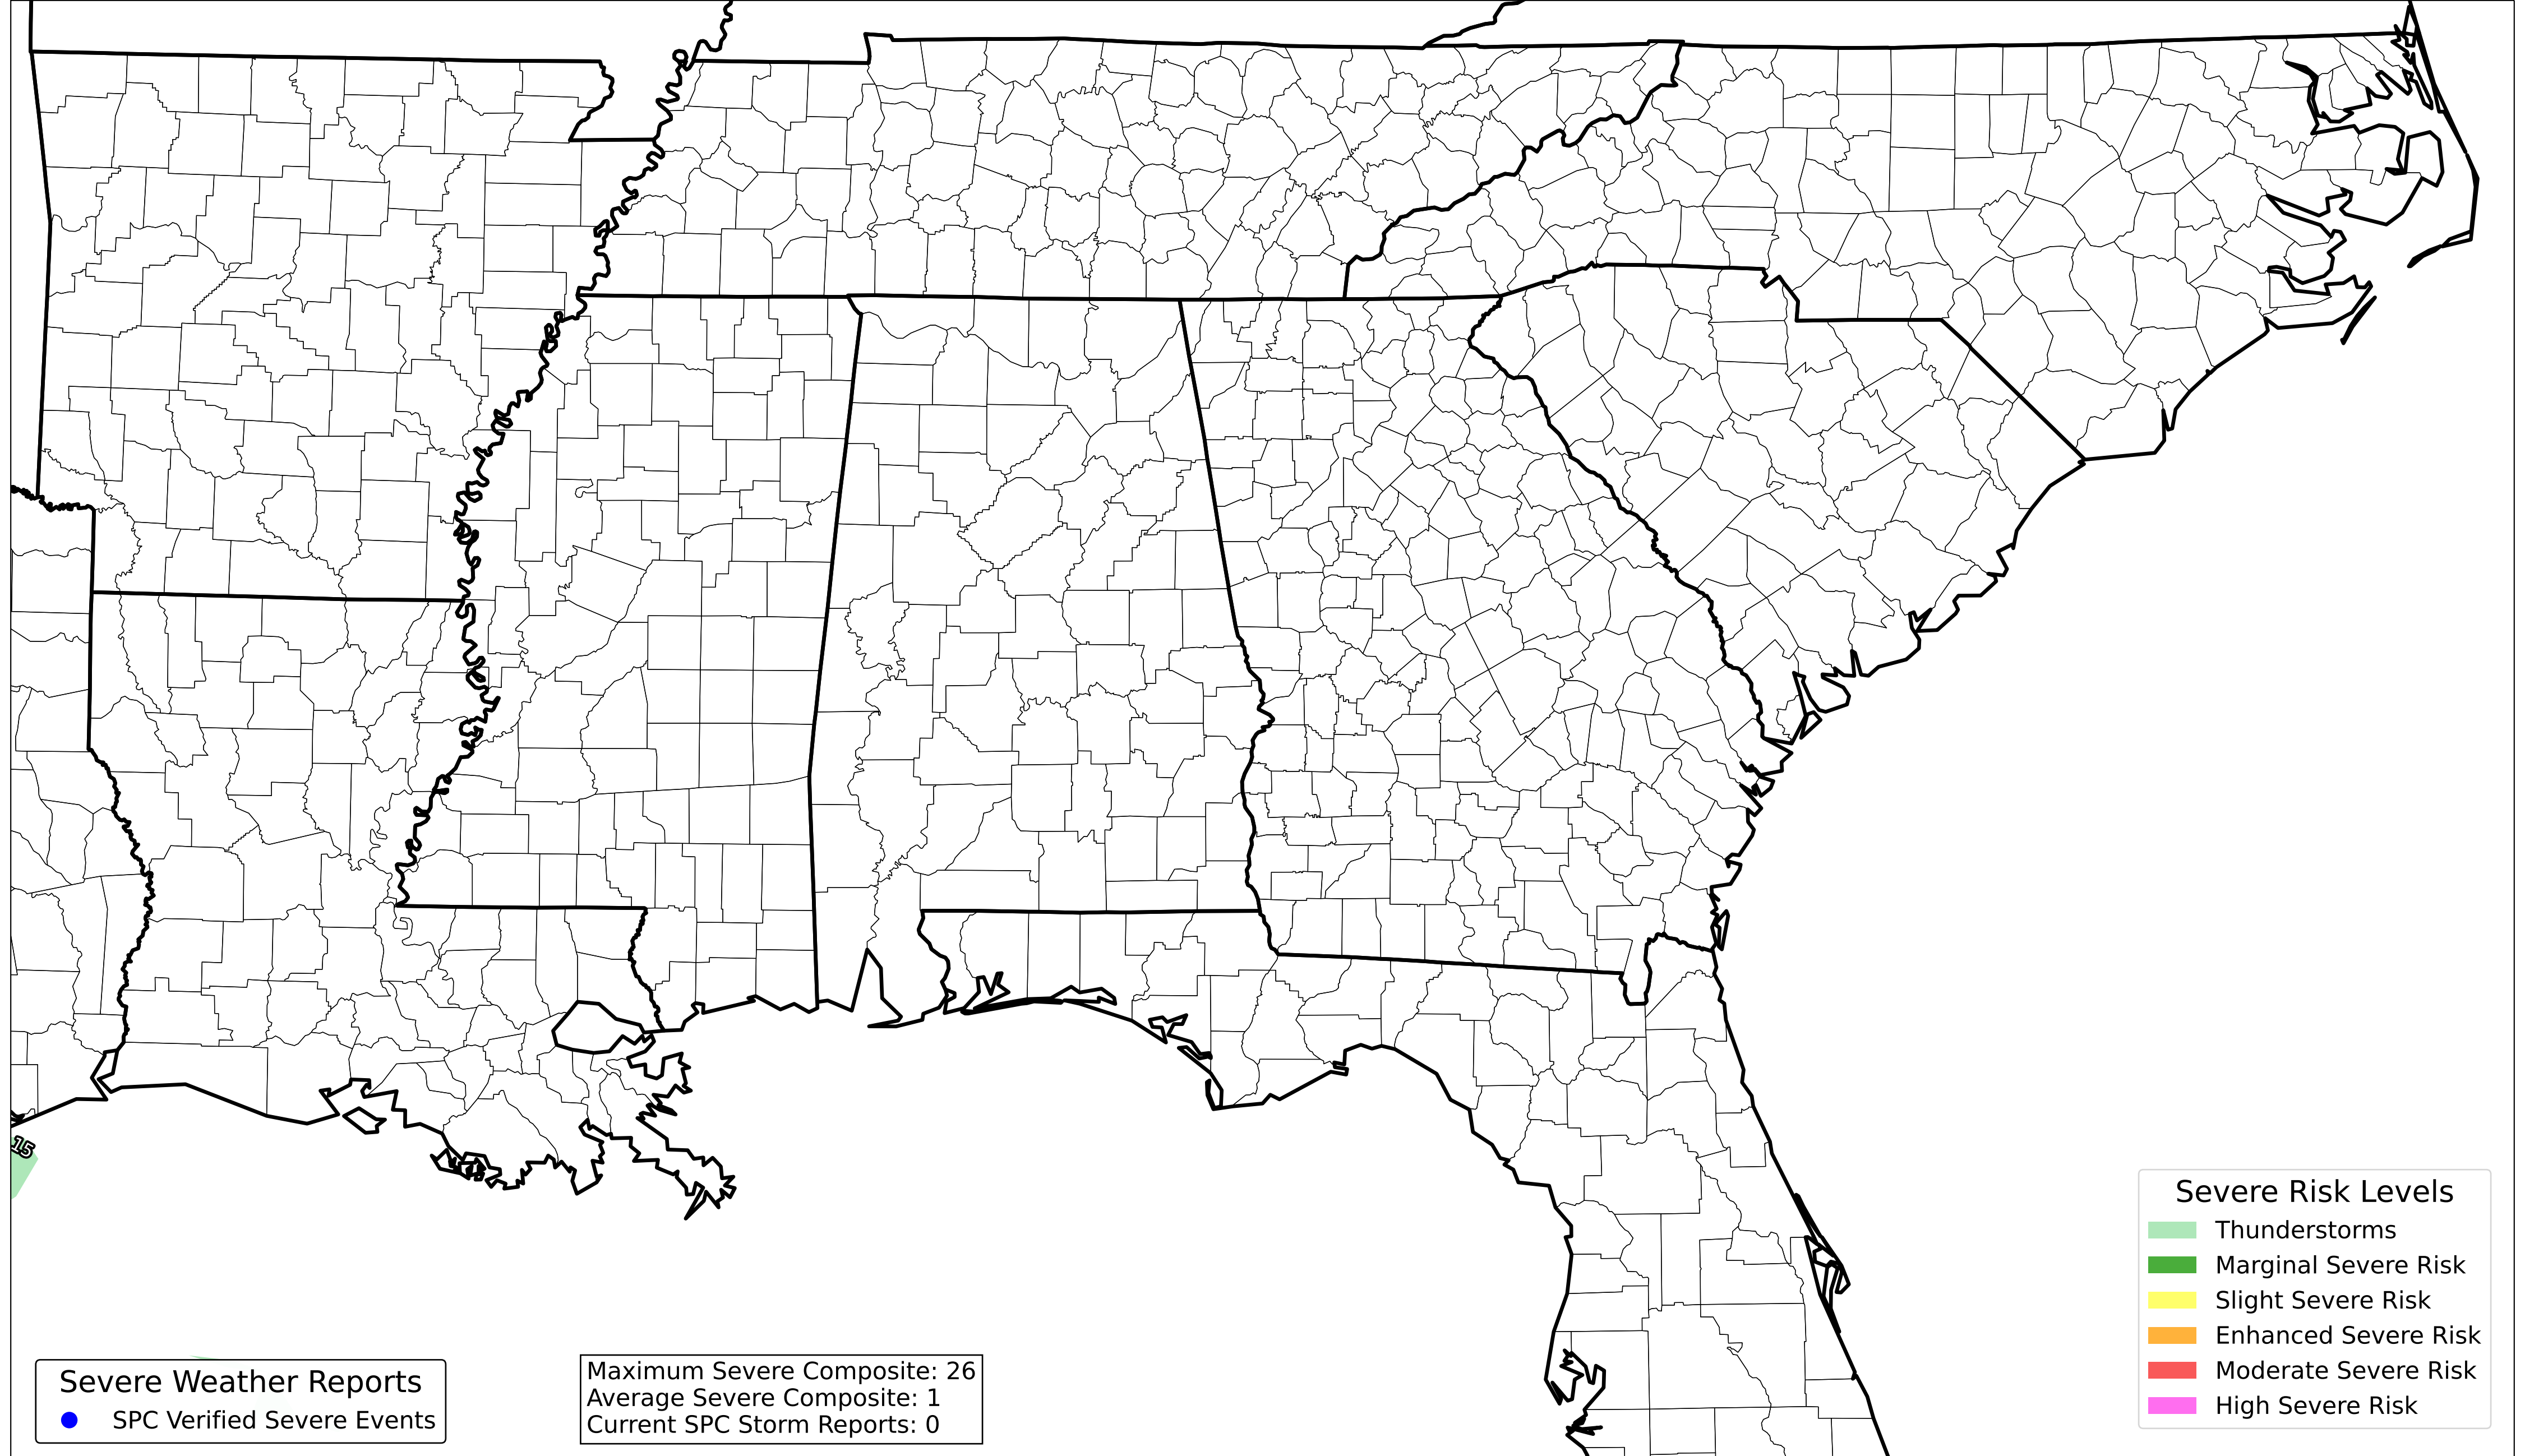 15
Severe Risk Levels
Thunderstorms
Marginal Severe Risk
Slight Severe Risk
Enhanced Severe Risk
Moderate Severe Risk
High Severe Risk
Severe Weather Reports
SPC Verified Severe Events
Maximum Severe Composite: 26
Average Severe Composite: 1
Current SPC Storm Reports: 0